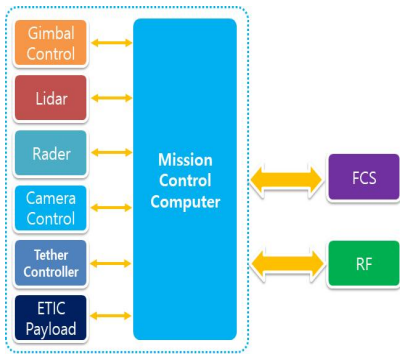 Gimbal
Control
Lidar
Rader
Camera
Control
Tether
Controller
ETIC
Payload
Mission
Control
Computer
FCS
RF